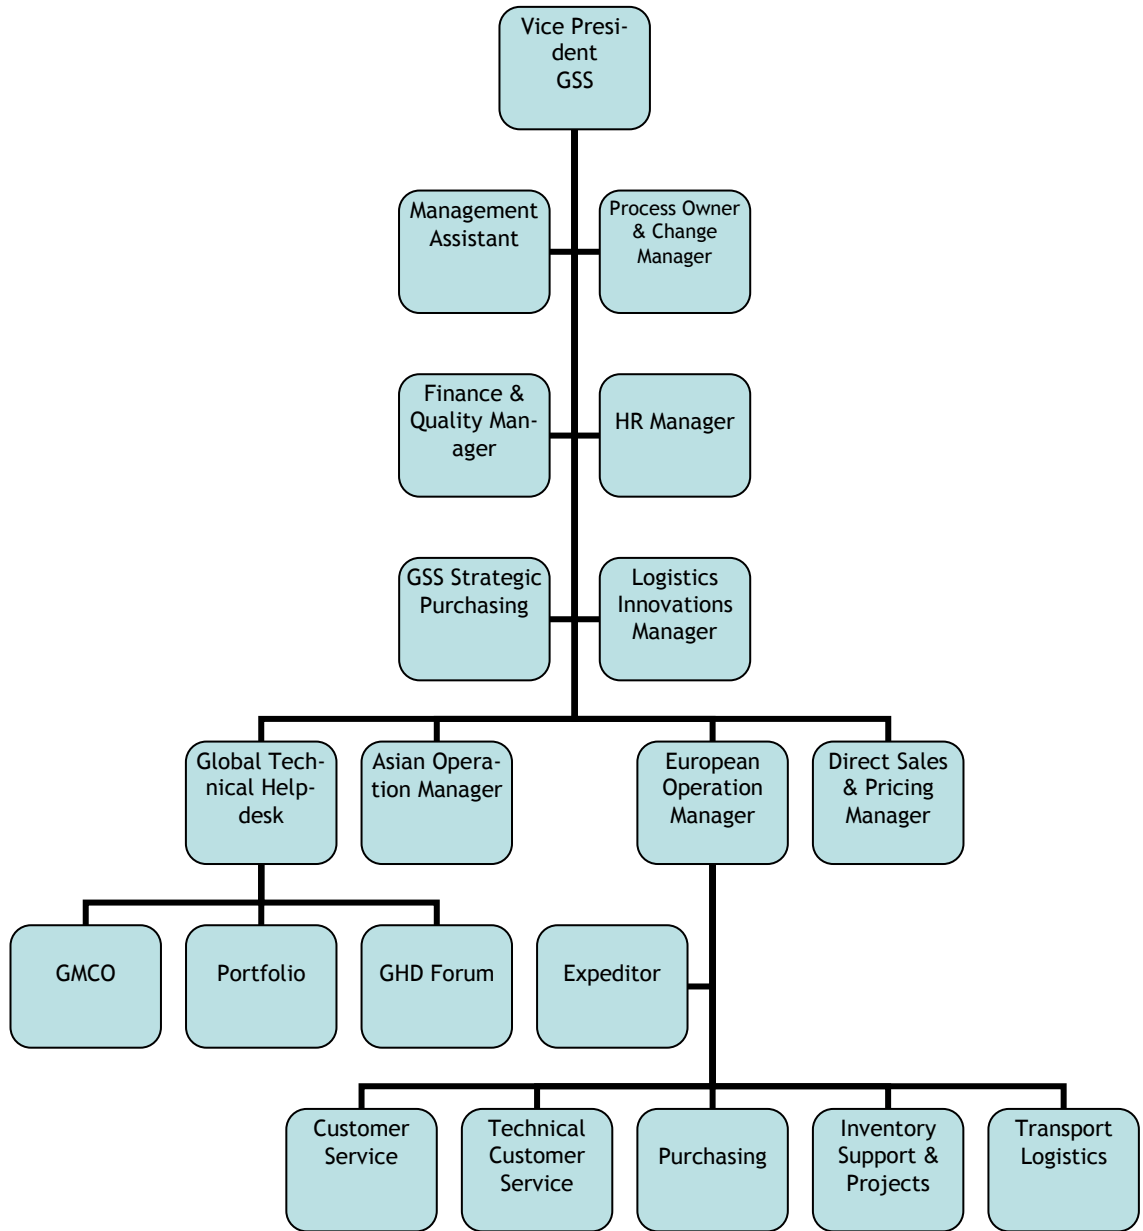 Vice Presi-
dent
GSS
Management
Assistant
Process Owner
& Change
Manager
Finance &
Quality Man-
ager
HR Manager
GSS Strategic
Purchasing
Logistics
Innovations
Manager
Global Tech-
nical Help-
desk
Asian Opera-
tion Manager
European
Operation
Manager
Direct Sales
& Pricing
Manager
GMCO
Portfolio
GHD Forum
Expeditor
Customer
Service
Technical
Customer
Service
Purchasing
Inventory
Support &
Projects
Transport
Logistics